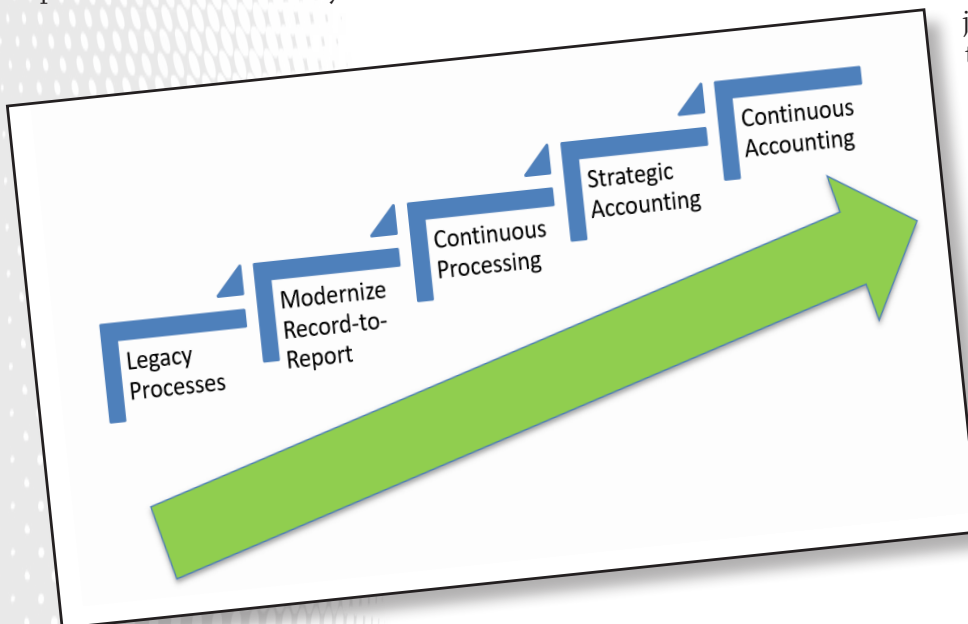 Legacy
Processes
Modernize
Record-to-
Report
Continuous
Processing
Strategic
Accounting
Continuous
Accounting